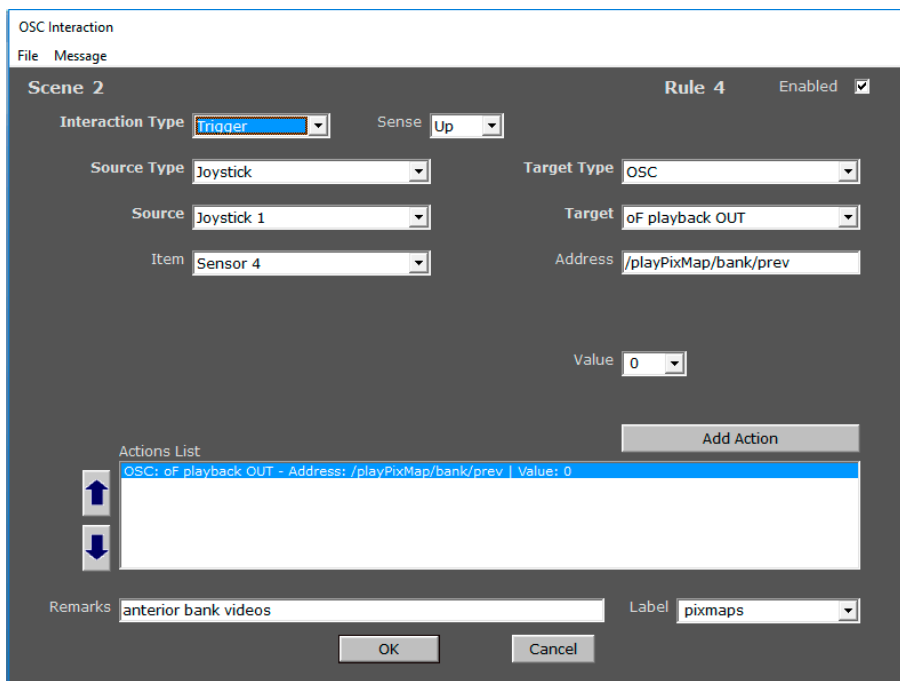 OSC Interaction
File Message
Scene 2 Rule 4 Enabled
Interaction Type Trigger Sense Up
Source Type Joystick Target Type OSC
Source Joystick 1 Target oF playback OUT
Item Sensor 4 Address /playPixMap/bank/prev
Value 0
Add Action
Actions List
OSC: oF playback OUT - Address: /playPixMap/bank/prev | Value: 0
Remarks anterior bank videos Label pixmaps
OK Cancel